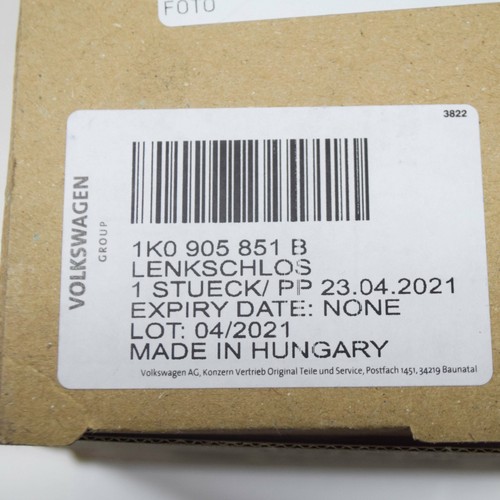 FOTO
3822
VOLKSWAGEN
GROUP
1K0 905 851 B
LENKSCHLOS
1 STUECK/ PP 23.04.2021
EXPIRY DATE: NONE
LOT: 04/2021
MADE IN HUNGARY
Volkswagen AG, Konzern Vertrieb Original Teile und Service, Postfach 1451, 34219 Baunatal